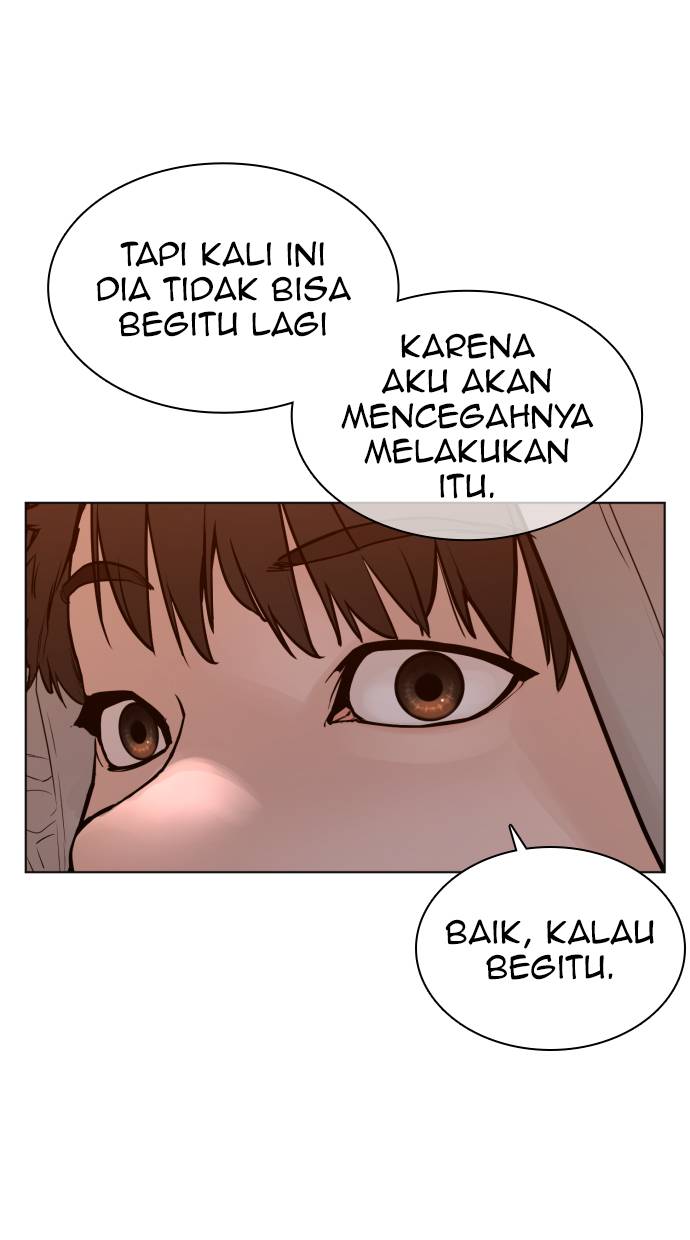 TAPI KALI INI
DIA TIDAK BISA
BEGITU LAGI
KARENA
AKU AKAN
MENCEGAHNYA
MELAKUKAN
ITU.
BAIK, KALAU
BEGITU.